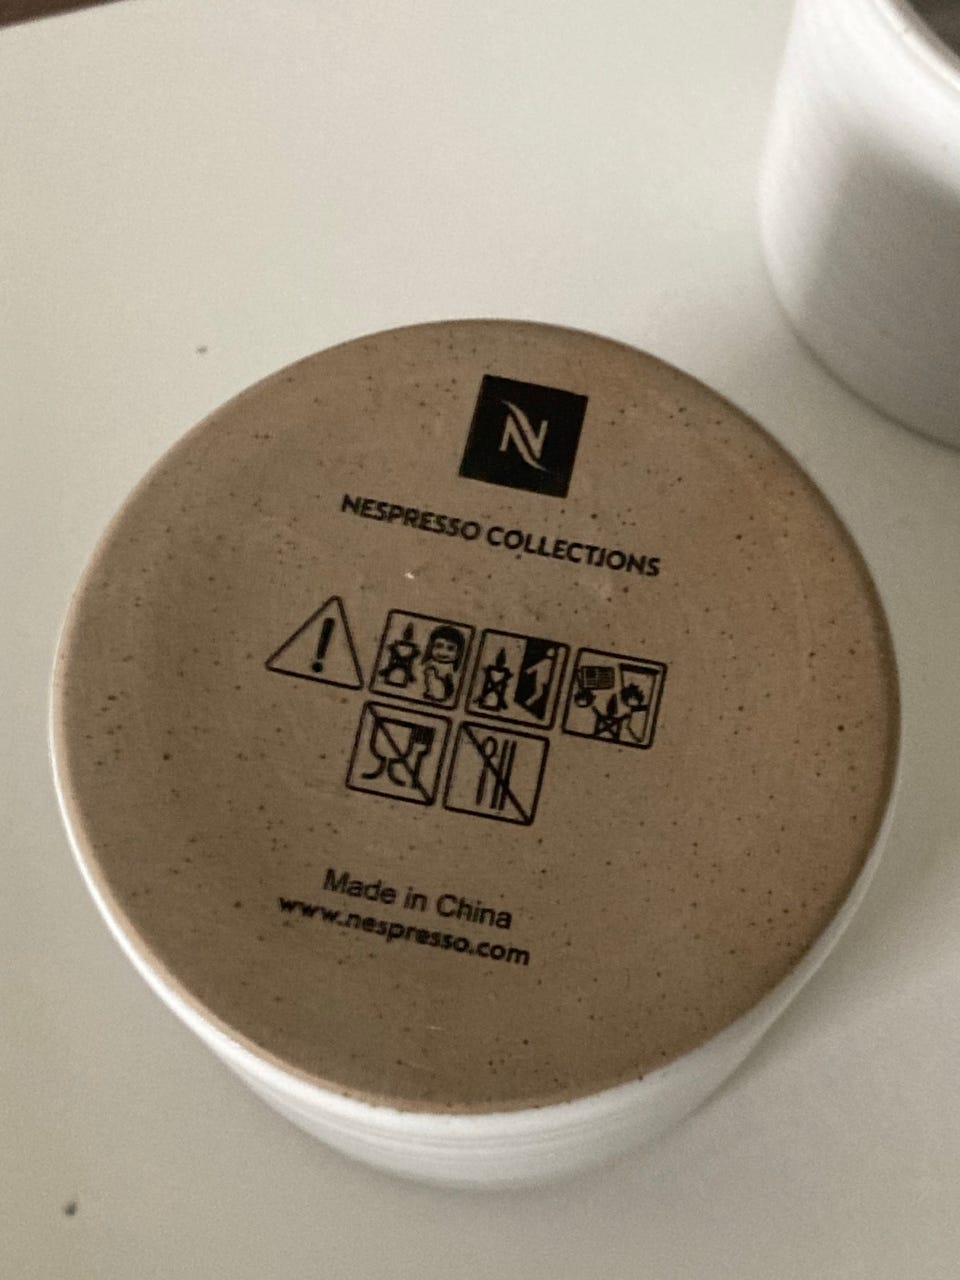 N
NESPRESSO COLLECTIONS
Made in China
www.nespresso.com